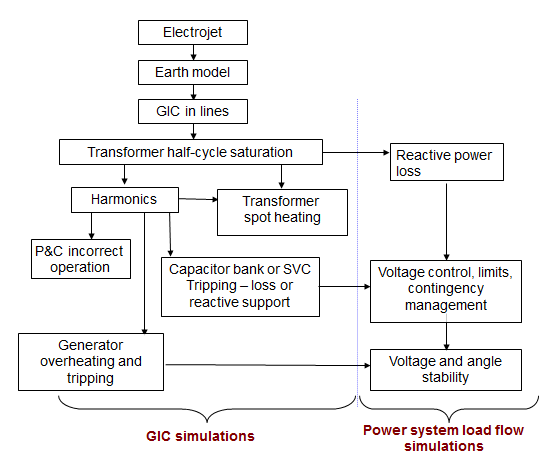 Electrojet
Earth model
GIC in lines
Transformer half-cycle saturation
Reactive power
loss
Harmonics
Transformer
spot heating
P&C incorrect
operation
Capacitor bank or SVC
Tripping – loss or
reactive support
Voltage control, limits,
contingency
management
Generator
overheating and
tripping
Voltage and angle
stability
GIC simulations
Power system load flow
simulations